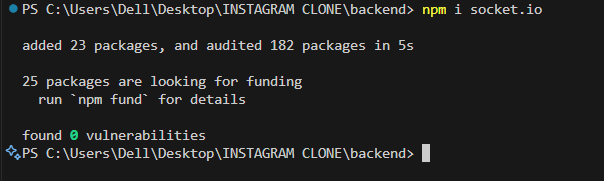 PS C:\Users\Dell\Desktop\INSTAGRAM CLONE\backend> npm i socket.io
added 23 packages, and audited 182 packages in 5s
25 packages are looking for funding
  run `npm fund` for details
found 0 vulnerabilities
PS C:\Users\Dell\Desktop\INSTAGRAM CLONE\backend>